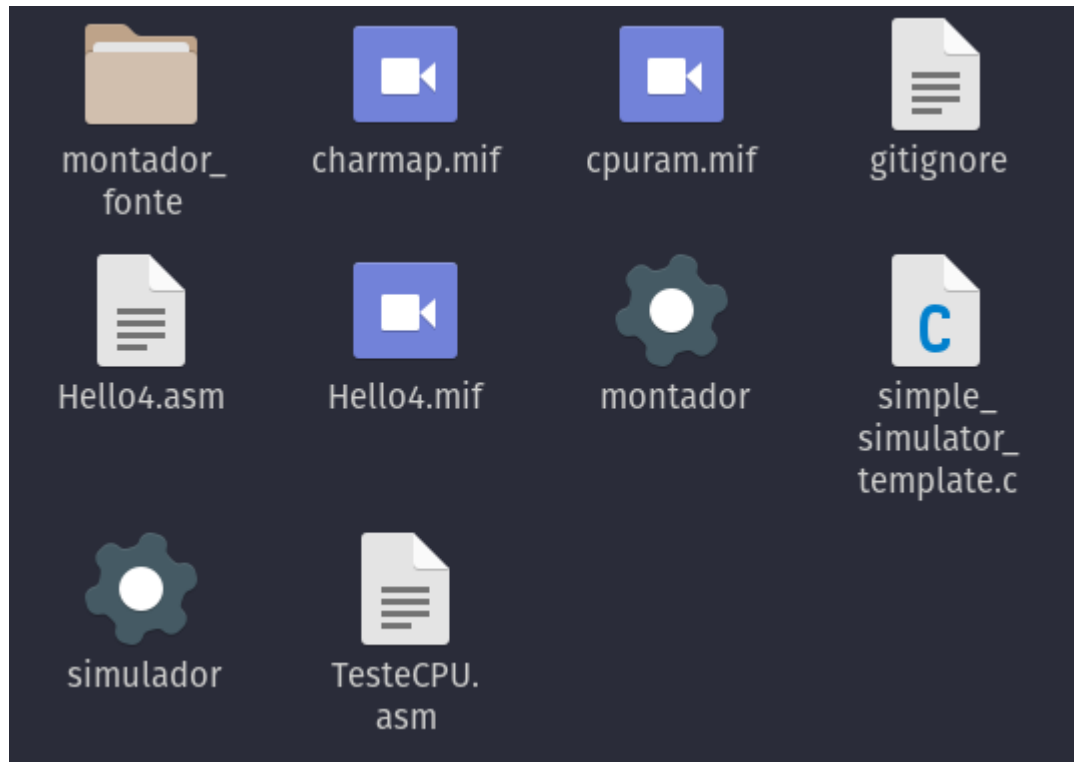 montador_
fonte
charmap.mif
cpuram.mif
gitignore
Hello4.asm
Hello4.mif
montador
C
simple_
simulator_
template.c
simulador
TesteCPU.
asm